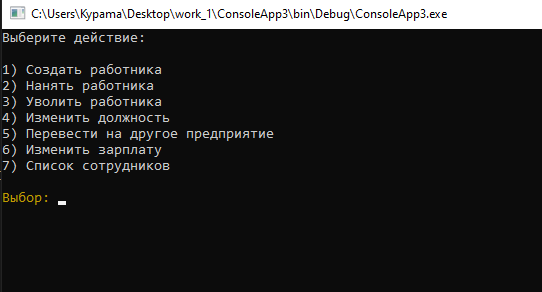 C:\Users\Kypama\Desktop\work_1\ConsoleApp3\bin\Debug\ConsoleApp3.exe
Выберите действие:
1) Создать работника
2) Нанять работника
3) Уволить работника
4) Изменить должность
5) Перевести на другое предприятие
6) Изменить зарплату
7) Список сотрудников
Выбор: